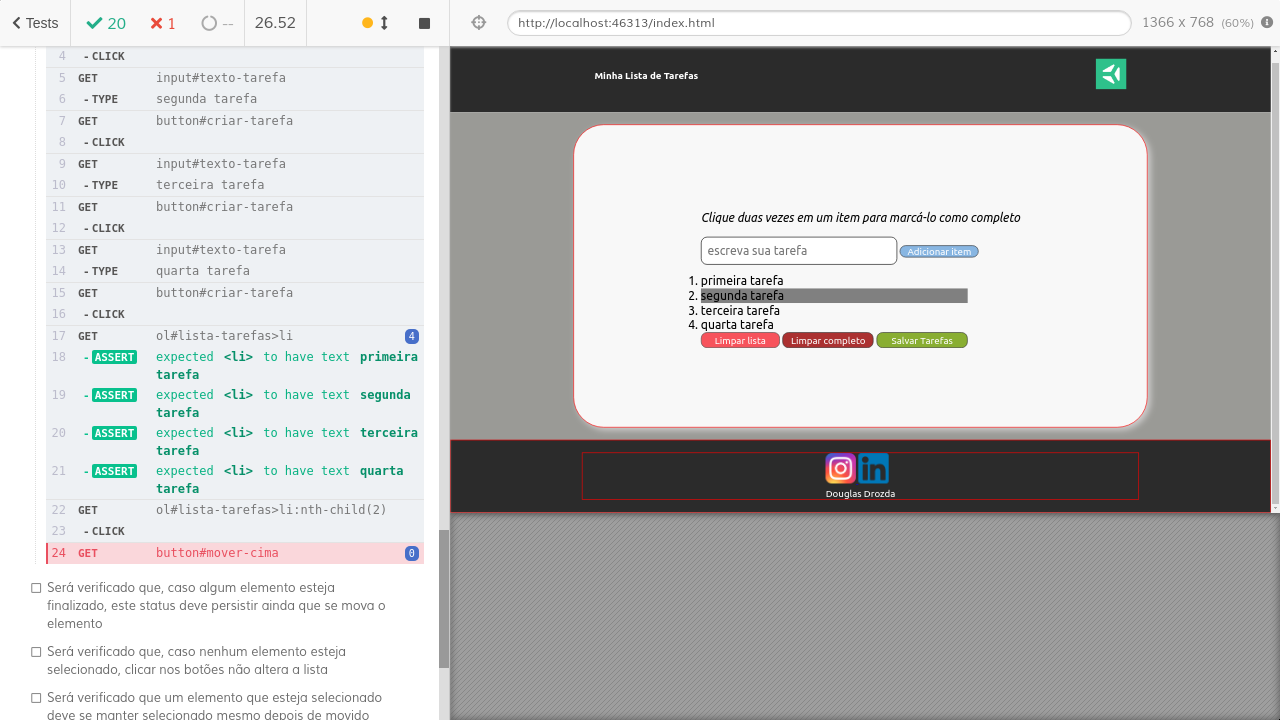 Tests
20
1
--
26.52
http://localhost:46313/index.html
1366 x 768 (60%)
4 -CLICK
5 GET input#texto-tarefa
6 -TYPE segunda tarefa
7 GET button#criar-tarefa
8 -CLICK
9 GET input#texto-tarefa
10 -TYPE terceira tarefa
11 GET button#criar-tarefa
12 -CLICK
13 GET input#texto-tarefa
14 -TYPE quarta tarefa
15 GET button#criar-tarefa
16 -CLICK
17 GET ol#lista-tarefas>li 4
18 -ASSERT expected <li> to have text primeira
tarefa
19 -ASSERT expected <li> to have text segunda
tarefa
20 -ASSERT expected <li> to have text terceira
tarefa
21 -ASSERT expected <li> to have text quarta
tarefa
22 GET ol#lista-tarefas>li:nth-child(2)
23 -CLICK
24 GET button#mover-cima 0
Será verificado que, caso algum elemento esteja
finalizado, este status deve persistir ainda que se mova o
elemento
Será verificado que, caso nenhum elemento esteja
selecionado, clicar nos botões não altera a lista
Será verificado que um elemento que esteja selecionado
deve se manter selecionado mesmo depois de movido
Minha Lista de Tarefas
Clique duas vezes em um item para marcá-lo como completo
escreva sua tarefa
Adicionar item
1. primeira tarefa
2. segunda tarefa
3. terceira tarefa
4. quarta tarefa
Limpar lista
Limpar completo
Salvar Tarefas
in
Douglas Drozda